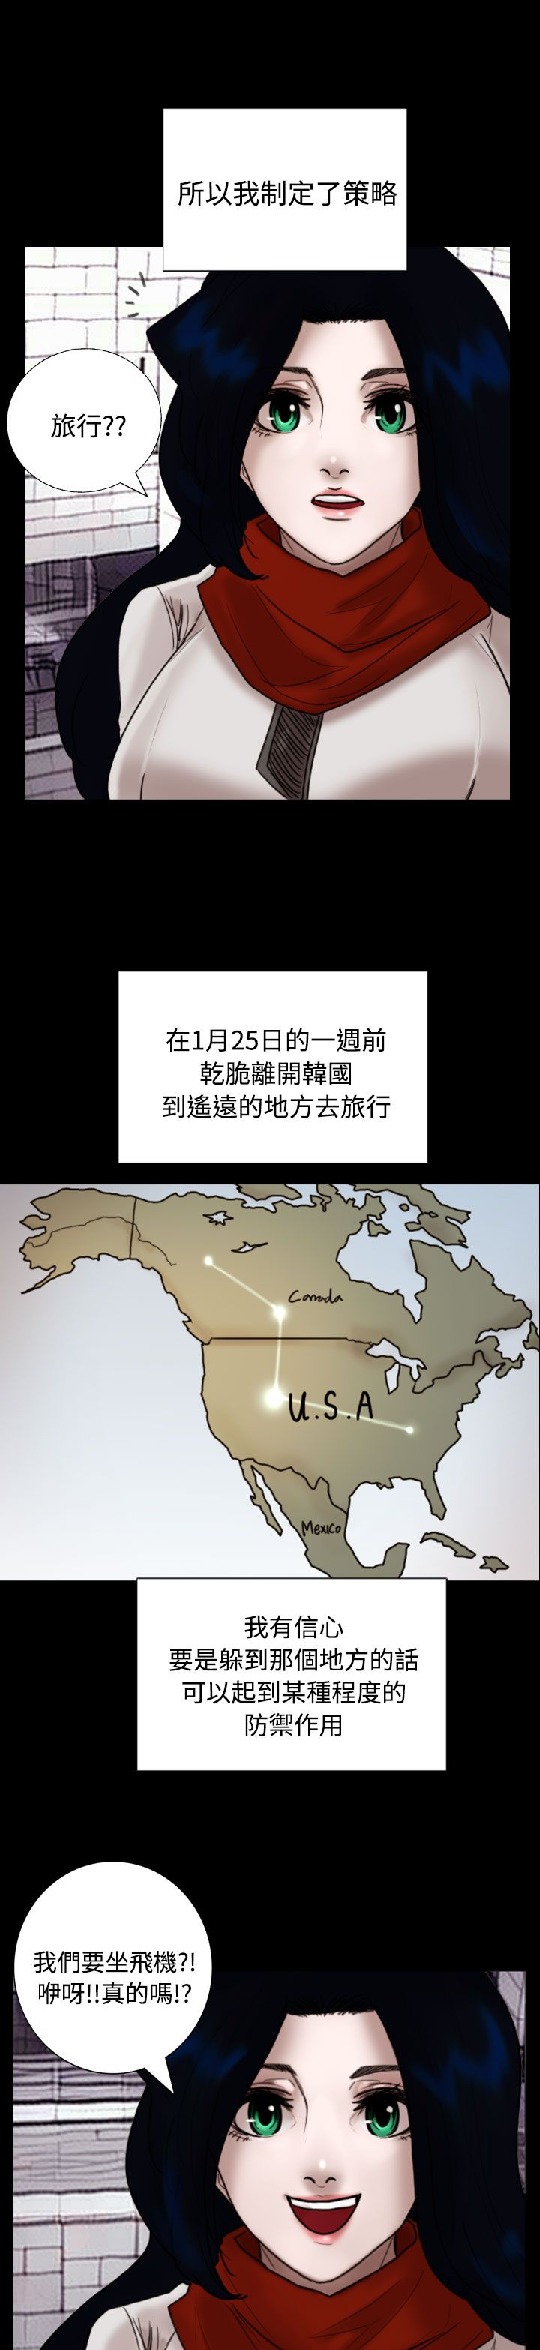 所以我制定了策略
旅行??
在1月25日的一週前
乾脆離開韓國
到遙遠的地方去旅行
Canada
U.S.A
Mexico
我有信心
要是躲到那個地方的話
可以起到某種程度的
防禦作用
我們要坐飛機?!
咿呀!!真的嗎!?